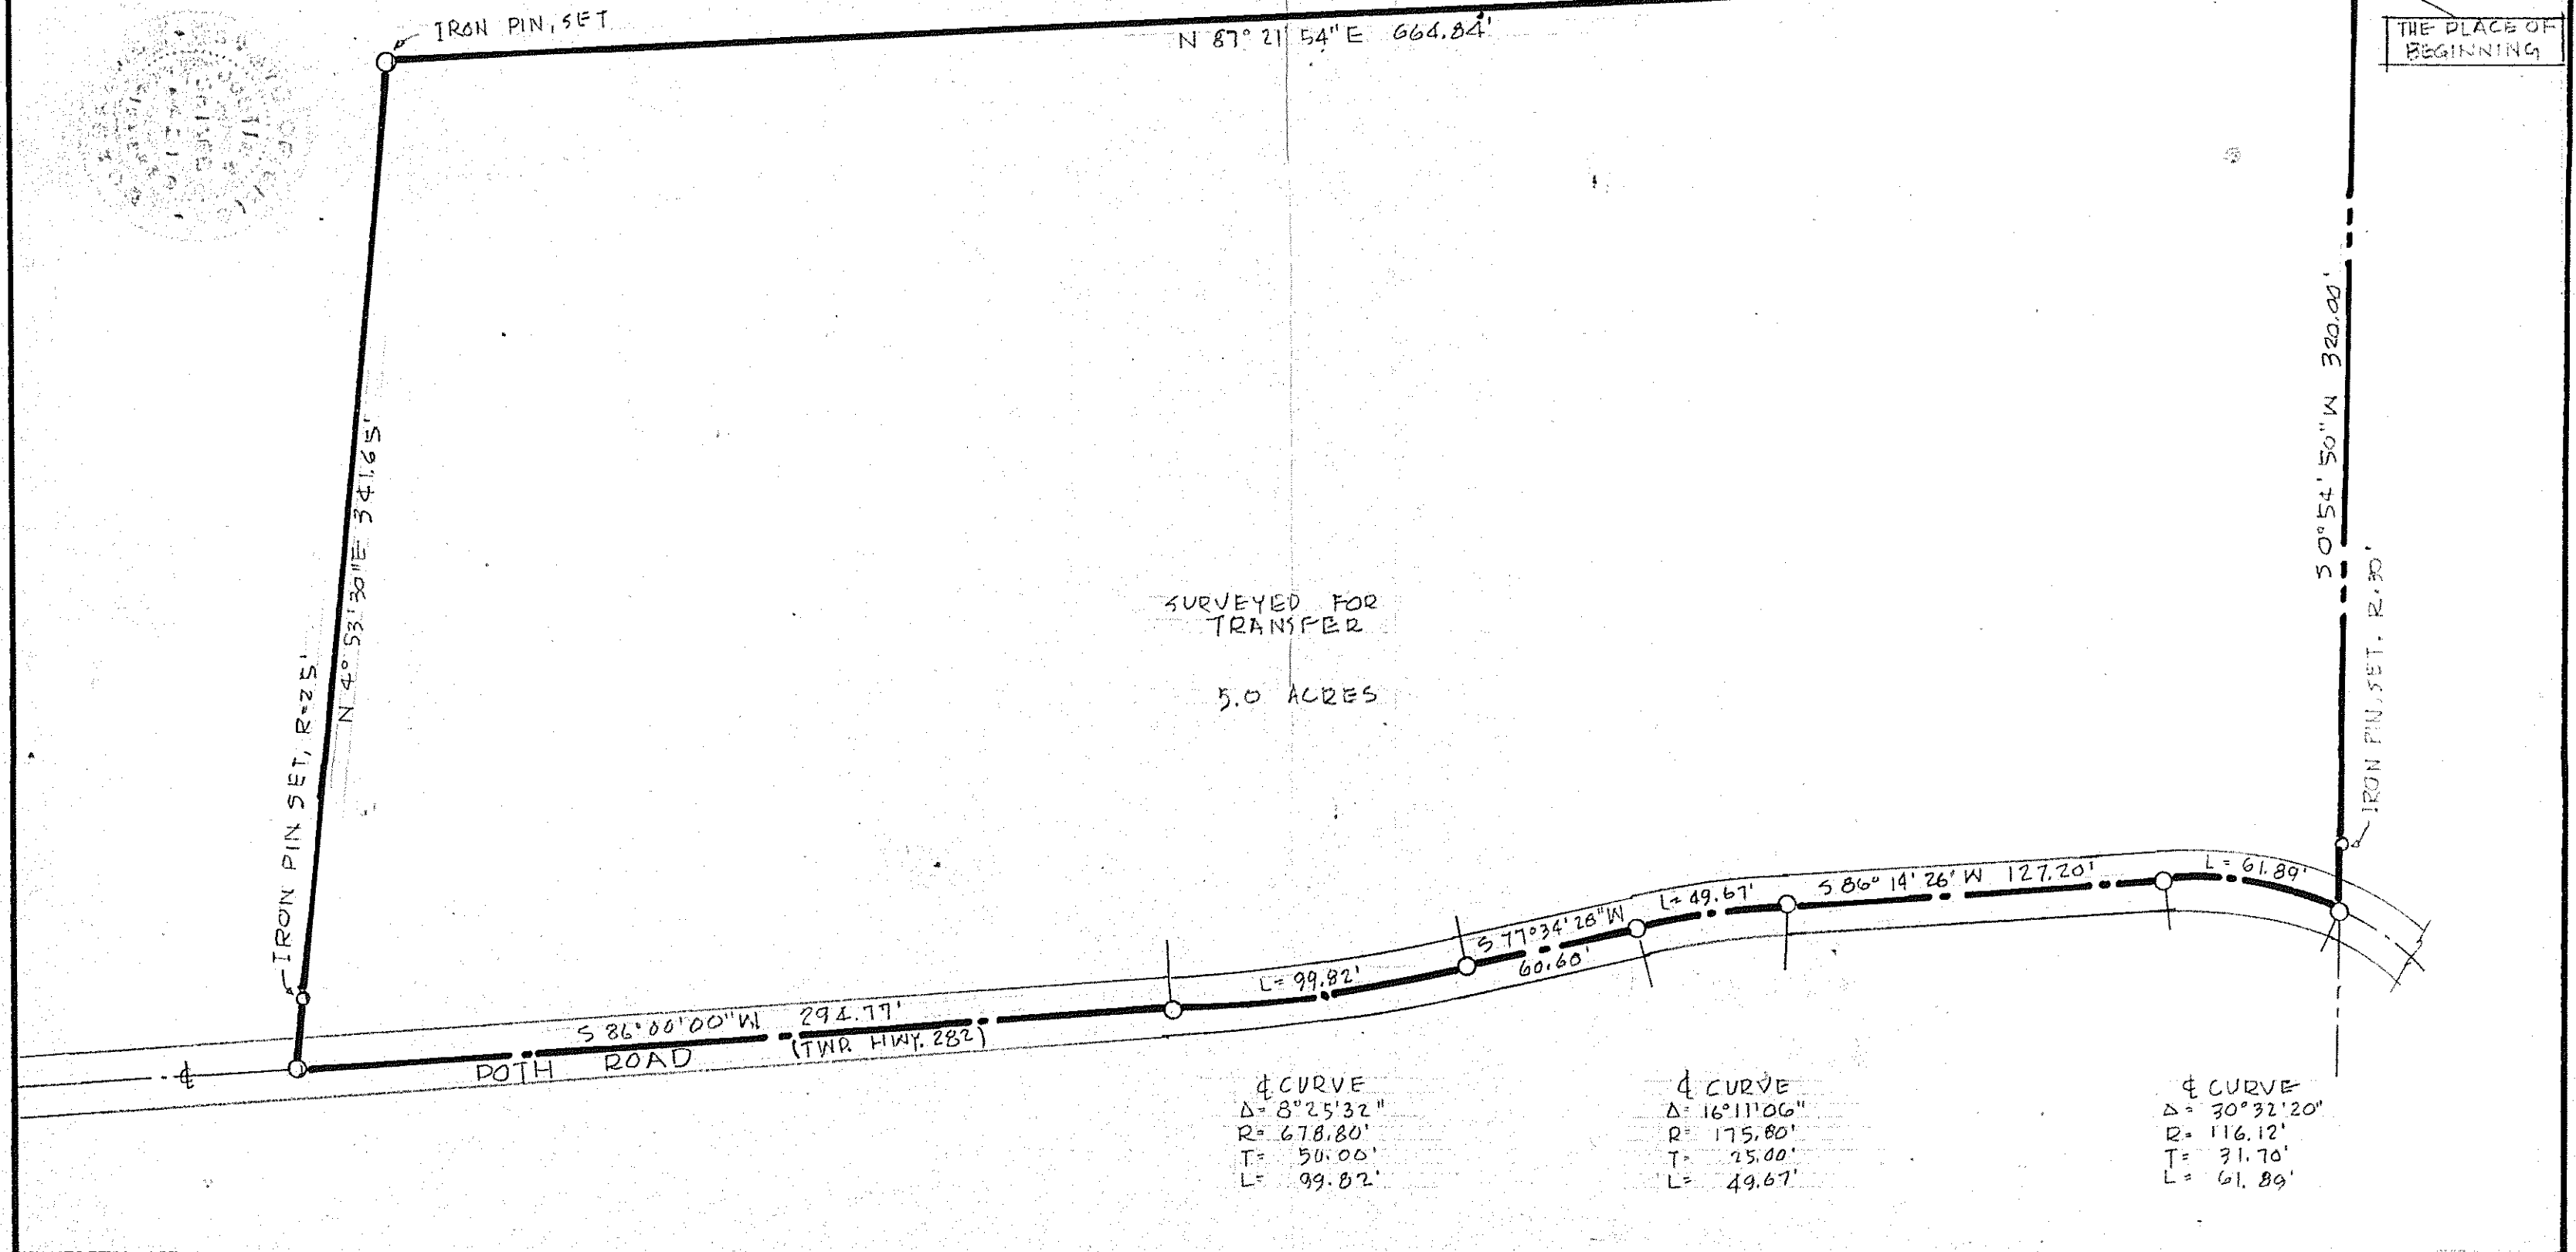 IRON PIN, SET
N 87° 21' 54" E 664.84'
THE PLACE OF
BEGINNING
N 4° 53' 30" E 341.65'
S 0° 54' 50" W 320.00'
IRON PIN, SET. R.30'
IRON PIN SET, R=25'
SURVEYED FOR
TRANSFER
5.0 ACRES
S 86° 00' 00" W 294.77'
POTH ROAD (TWP. HWY. 282)
L= 99.82'
S 77° 34' 28" W
60.60'
L= 49.67'
S 86° 14' 26" W 127.20'
L= 61.89'
℄
℄ CURVE
Δ= 8° 25' 32"
R= 678.80'
T= 50.00'
L= 99.82'
℄ CURVE
Δ= 16° 11' 06"
R= 175.80'
T= 25.00'
L= 49.67'
℄ CURVE
Δ= 30° 32' 20"
R= 116.12'
T= 31.70'
L= 61.89'